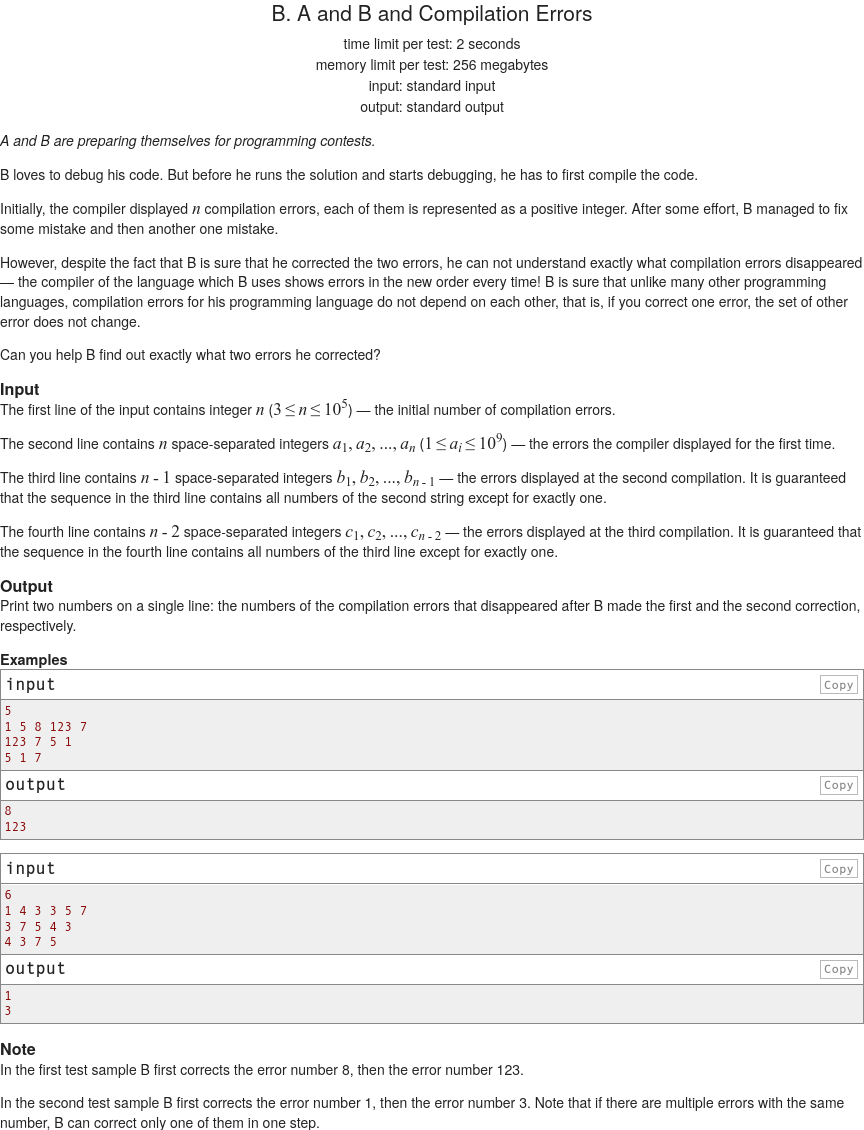 B. A and B and Compilation Errors
time limit per test: 2 seconds
memory limit per test: 256 megabytes
input: standard input
output: standard output
A and B are preparing themselves for programming contests.
B loves to debug his code. But before he runs the solution and starts debugging, he has to first compile the code.
Initially, the compiler displayed n compilation errors, each of them is represented as a positive integer. After some effort, B managed to fix
some mistake and then another one mistake.
However, despite the fact that B is sure that he corrected the two errors, he can not understand exactly what compilation errors disappeared
— the compiler of the language which B uses shows errors in the new order every time! B is sure that unlike many other programming
languages, compilation errors for his programming language do not depend on each other, that is, if you correct one error, the set of other
error does not change.
Can you help B find out exactly what two errors he corrected?
Input
The first line of the input contains integer n (3 ≤ n ≤ 10^5) — the initial number of compilation errors.
The second line contains n space-separated integers a_1, a_2, ..., a_n (1 ≤ a_i ≤ 10^9) — the errors the compiler displayed for the first time.
The third line contains n - 1 space-separated integers b_1, b_2, ..., b_{n - 1} — the errors displayed at the second compilation. It is guaranteed
that the sequence in the third line contains all numbers of the second string except for exactly one.
The fourth line contains n - 2 space-separated integers c_1, c_2, ..., c_{n - 2} — the errors displayed at the third compilation. It is guaranteed that
the sequence in the fourth line contains all numbers of the third line except for exactly one.
Output
Print two numbers on a single line: the numbers of the compilation errors that disappeared after B made the first and the second correction,
respectively.
Examples
input Copy
5
1 5 8 123 7
123 7 5 1
5 1 7
output Copy
8
123
input Copy
6
1 4 3 3 5 7
3 7 5 4 3
4 3 7 5
output Copy
1
3
Note
In the first test sample B first corrects the error number 8, then the error number 123.
In the second test sample B first corrects the error number 1, then the error number 3. Note that if there are multiple errors with the same
number, B can correct only one of them in one step.